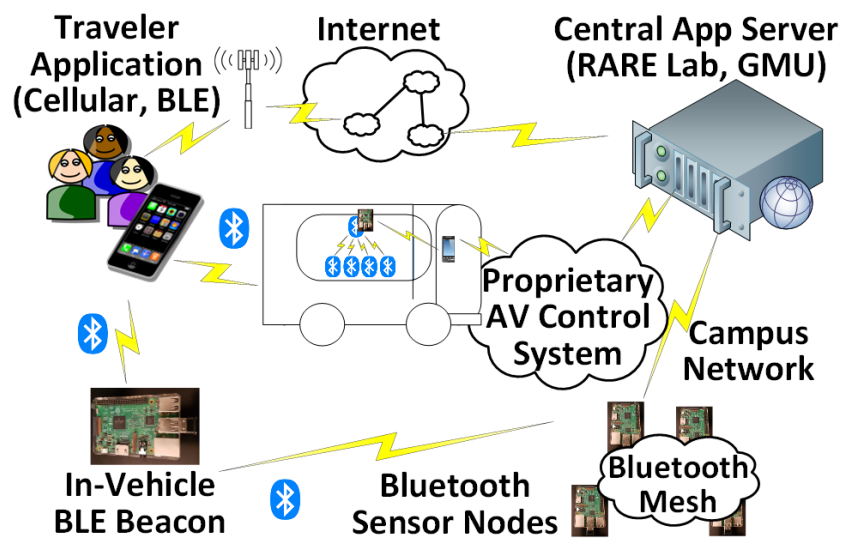 Traveler
Application
(Cellular, BLE)
Internet
Central App Server
(RARE Lab, GMU)
Proprietary
AV Control
System
Campus
Network
In-Vehicle
BLE Beacon
Bluetooth
Sensor Nodes
Bluetooth
Mesh